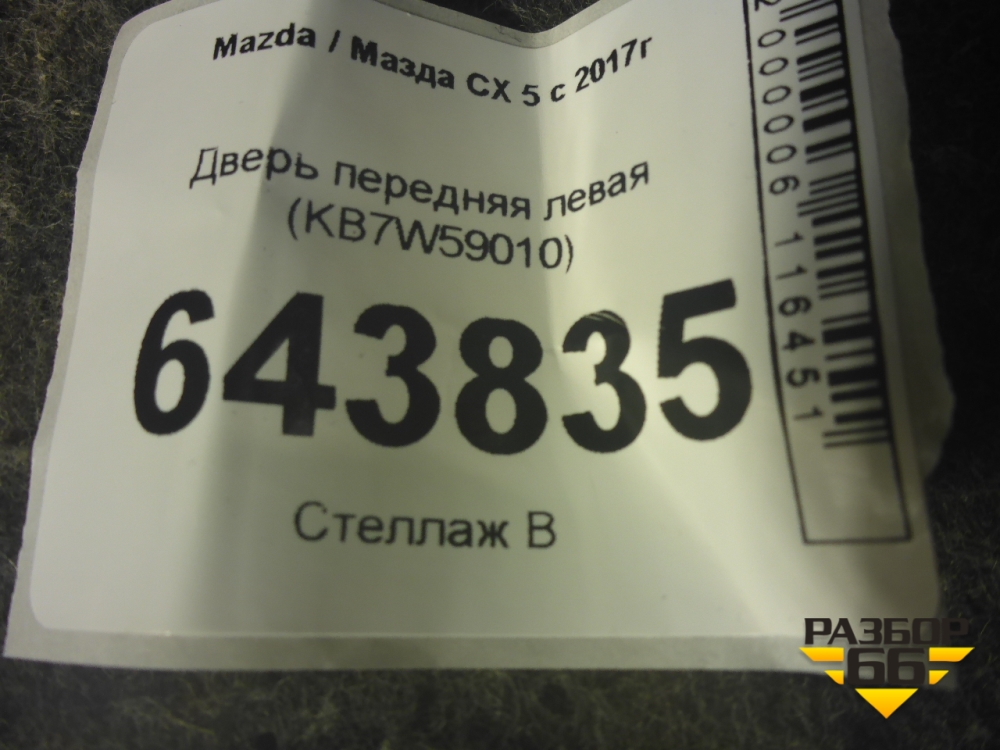 Mazda / Мазда CX 5 с 2017г
Дверь передняя левая
(KB7W59010)
643835
Стеллаж В
2000006116451
РАЗБОР
66